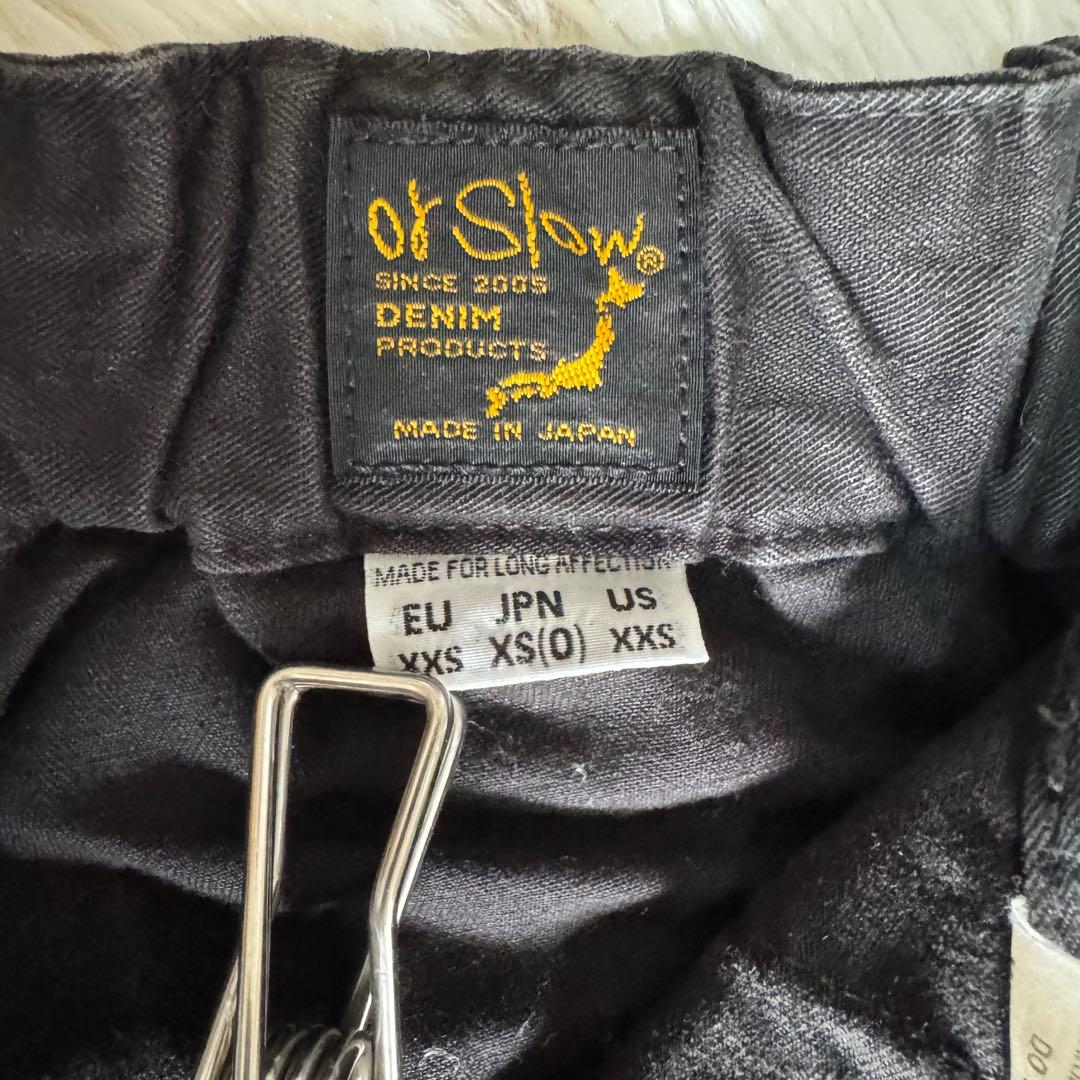 or Slow®
SINCE 2005
DENIM
PRODUCTS
MADE IN JAPAN
MADE FOR LONG AFFECTION
EU JPN US
XXS XS(0) XXS
DO